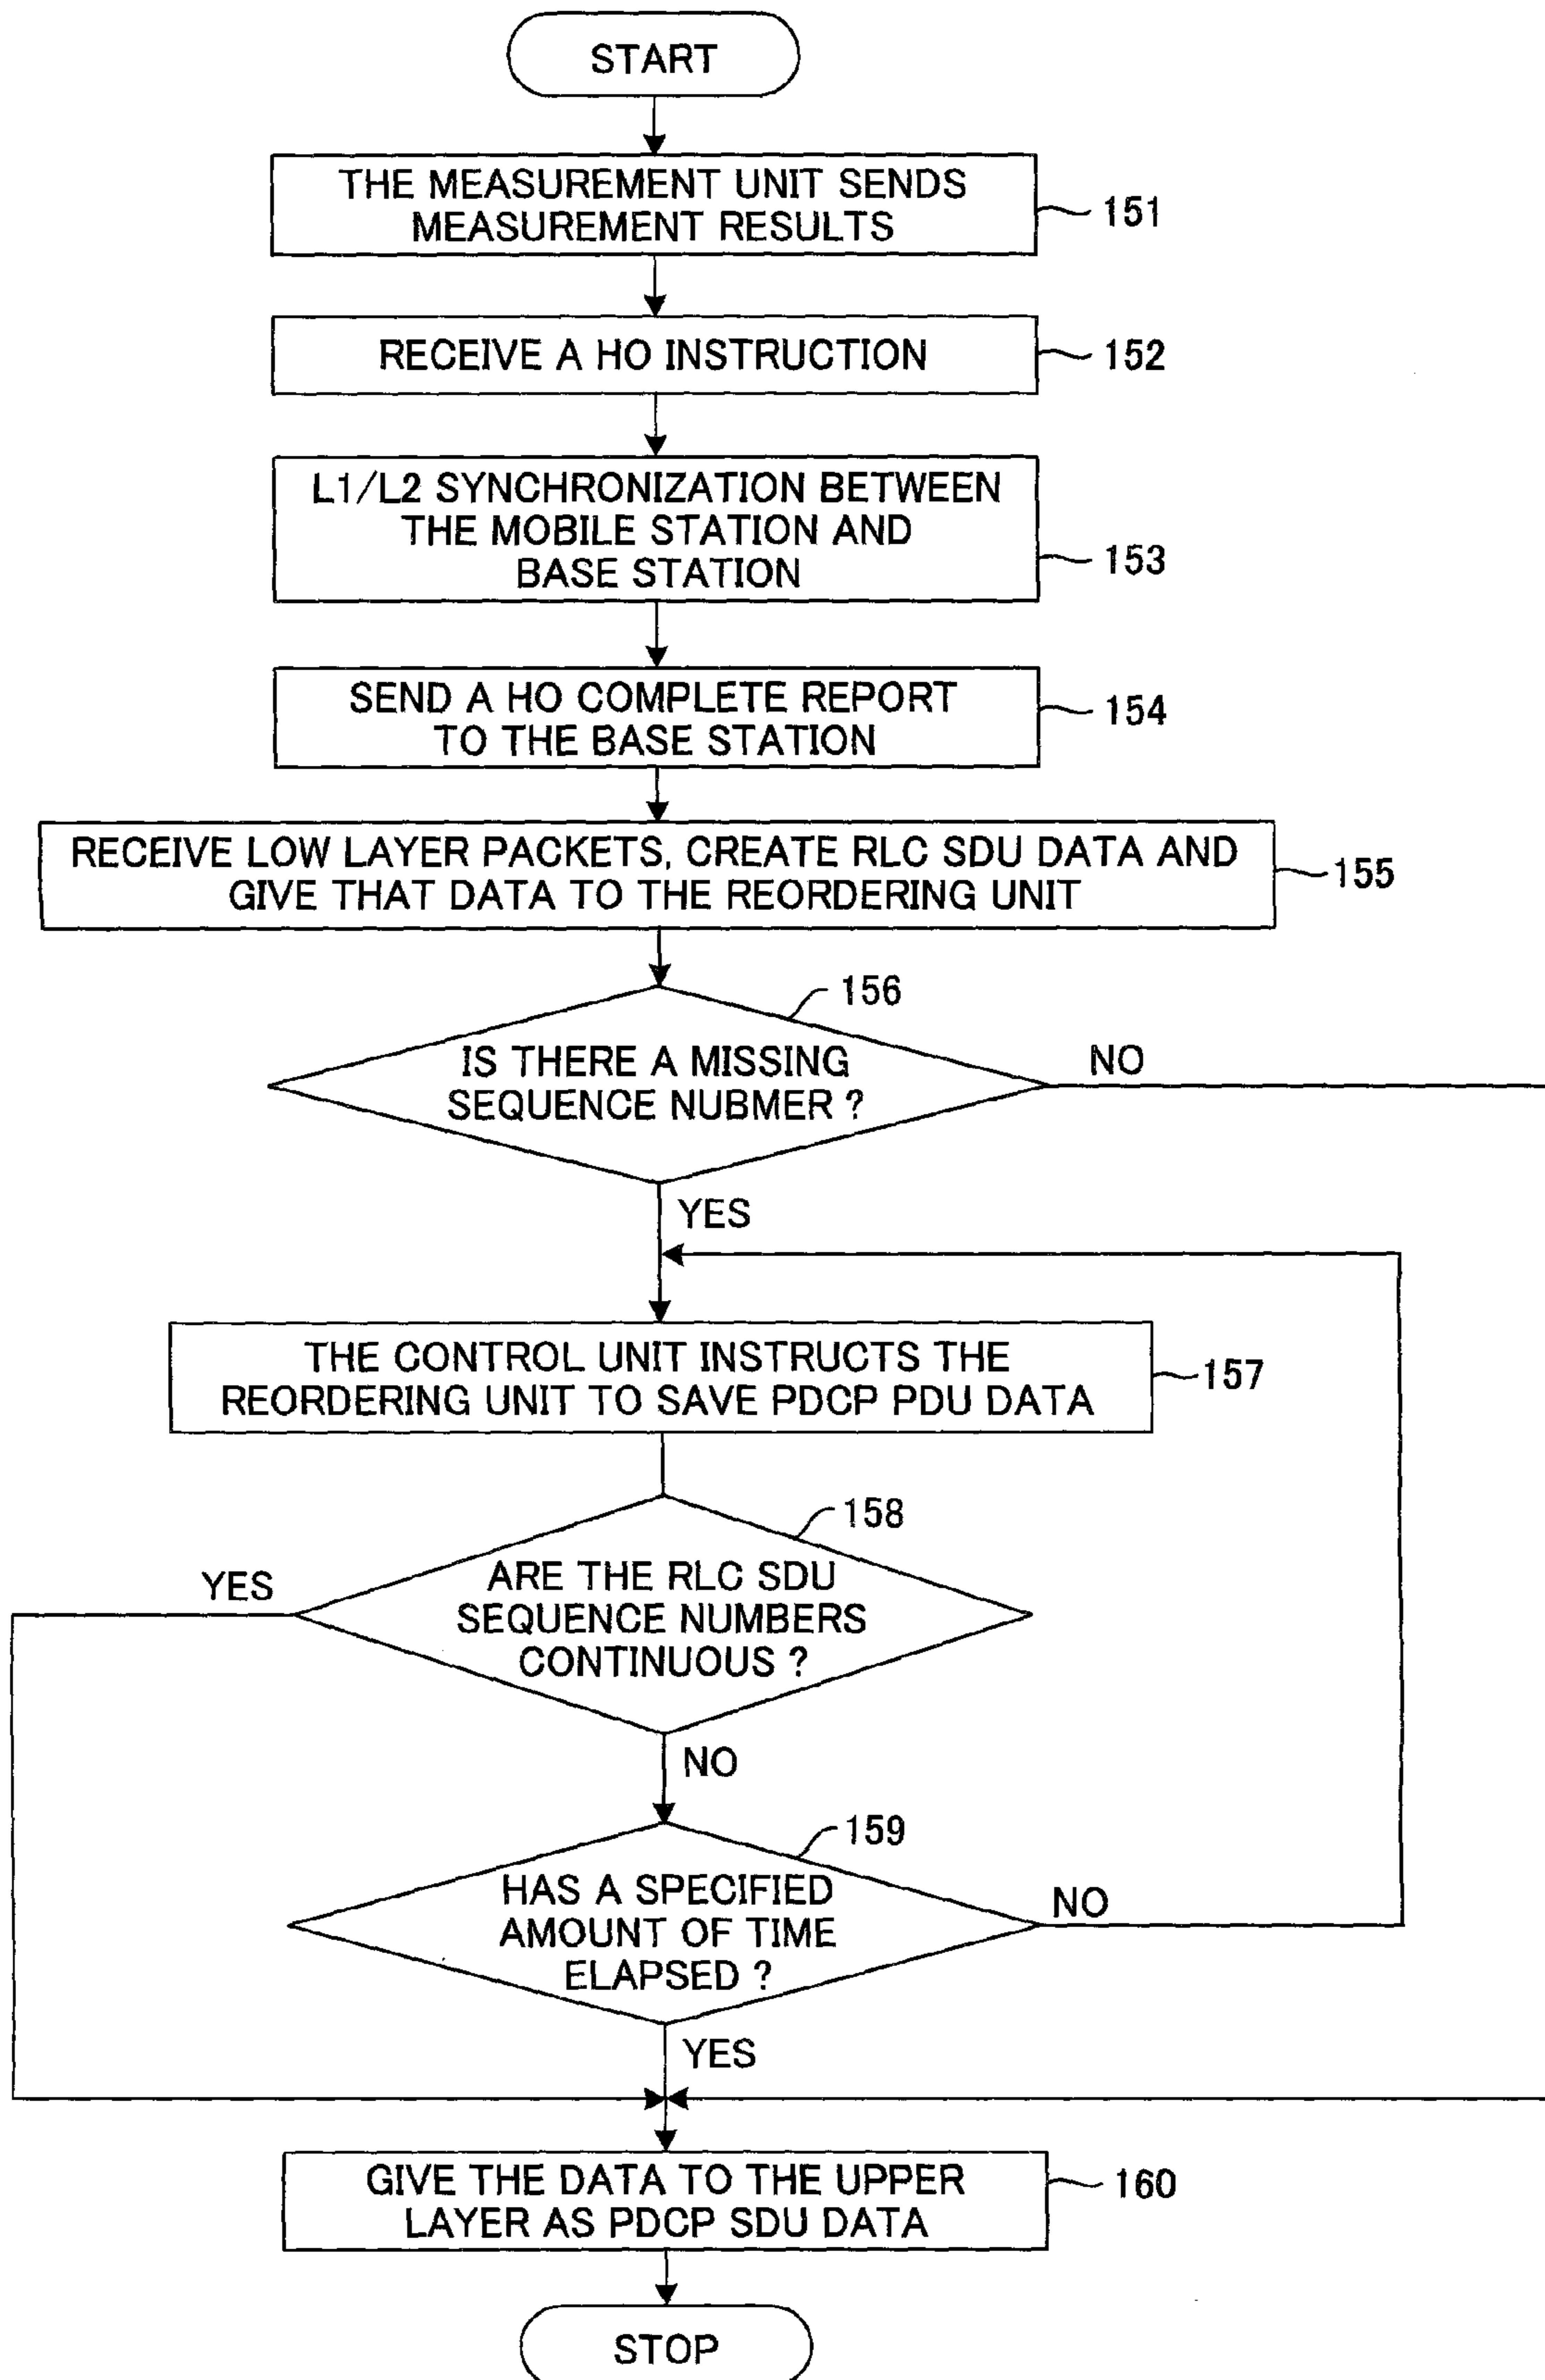 START
THE MEASUREMENT UNIT SENDS
MEASUREMENT RESULTS
151
RECEIVE A HO INSTRUCTION
152
L1/L2 SYNCHRONIZATION BETWEEN
THE MOBILE STATION AND
BASE STATION
153
SEND A HO COMPLETE REPORT
TO THE BASE STATION
154
RECEIVE LOW LAYER PACKETS, CREATE RLC SDU DATA AND
GIVE THAT DATA TO THE REORDERING UNIT
155
156
IS THERE A MISSING
SEQUENCE NUBMER ?
NO
YES
THE CONTROL UNIT INSTRUCTS THE
REORDERING UNIT TO SAVE PDCP PDU DATA
157
158
ARE THE RLC SDU
SEQUENCE NUMBERS
CONTINUOUS ?
YES
NO
159
HAS A SPECIFIED
AMOUNT OF TIME
ELAPSED ?
NO
YES
GIVE THE DATA TO THE UPPER
LAYER AS PDCP SDU DATA
160
STOP